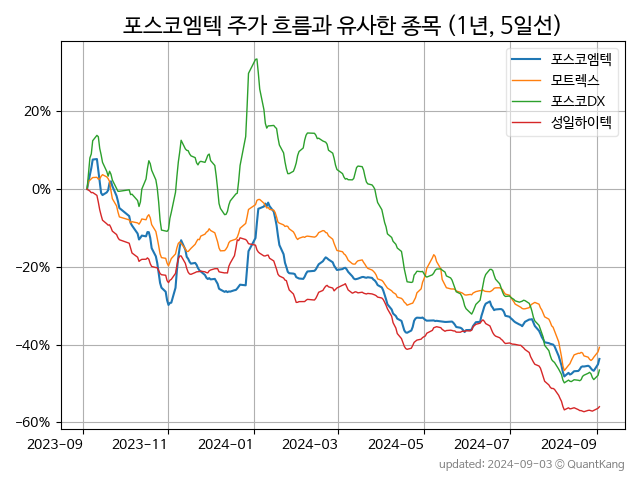 포스코엠텍 주가 흐름과 유사한 종목 (1년, 5일선)
포스코엠텍
모트렉스
포스코DX
성일하이텍
20%
0%
−20%
−40%
−60%
2023-09
2023-11
2024-01
2024-03
2024-05
2024-07
2024-09
updated: 2024-09-03 © QuantKang